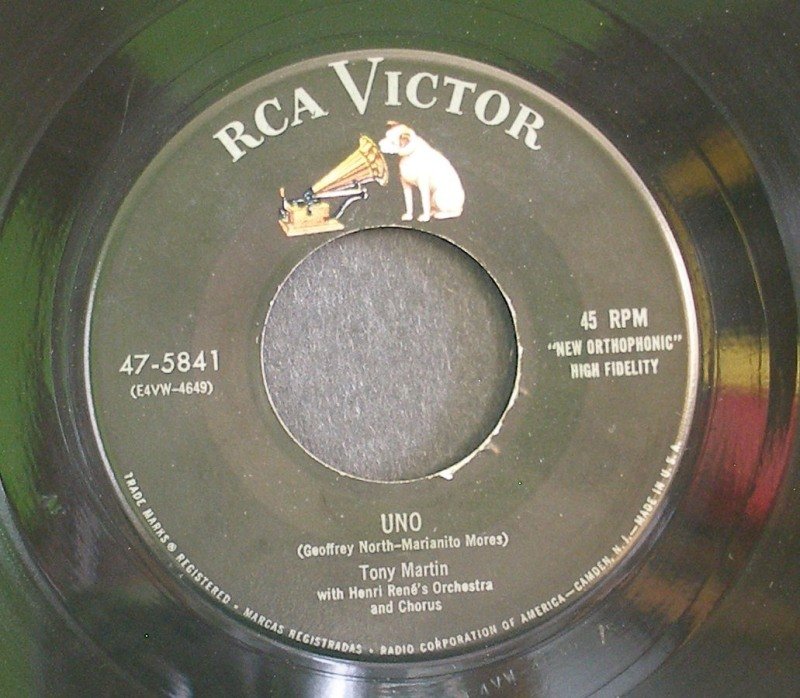 RCA VICTOR
47-5841
(E4VW-4649)
45 RPM
"NEW ORTHOPHONIC"
HIGH FIDELITY
UNO
(Geoffrey North-Marianito Mores)
Tony Martin
with Henri René's Orchestra
and Chorus
TRADE MARKS ® REGISTERED • MARCAS REGISTRADAS • RADIO CORPORATION OF AMERICA—CAMDEN, N. J.—MADE IN U.S.A.